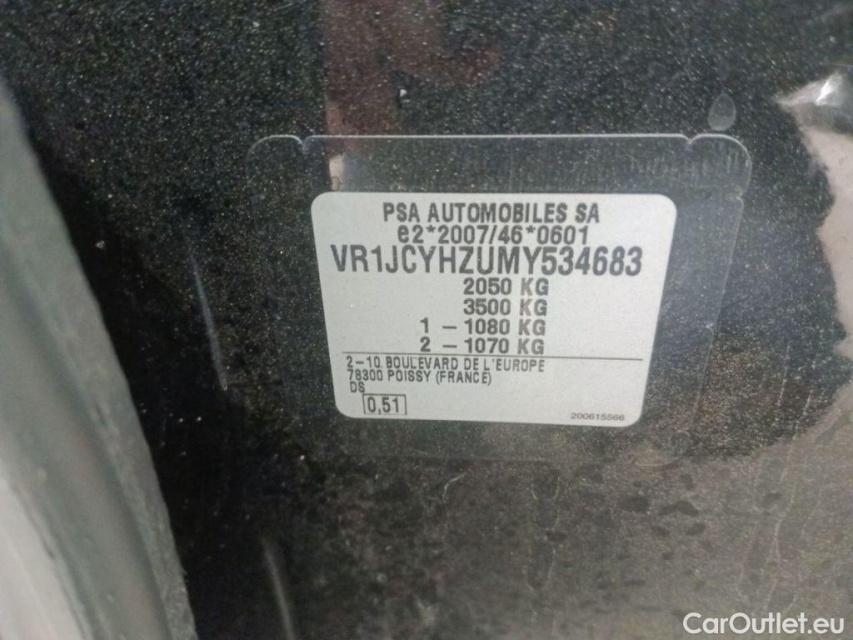 PSA AUTOMOBILES SA
e2*2007/46*0601
VR1JCYHZUMY534683
2050 KG
3500 KG
1 – 1080 KG
2 – 1070 KG
2–10 BOULEVARD DE L'EUROPE
78300 POISSY (FRANCE)
DS
0,51
200615566
CarOutlet.eu